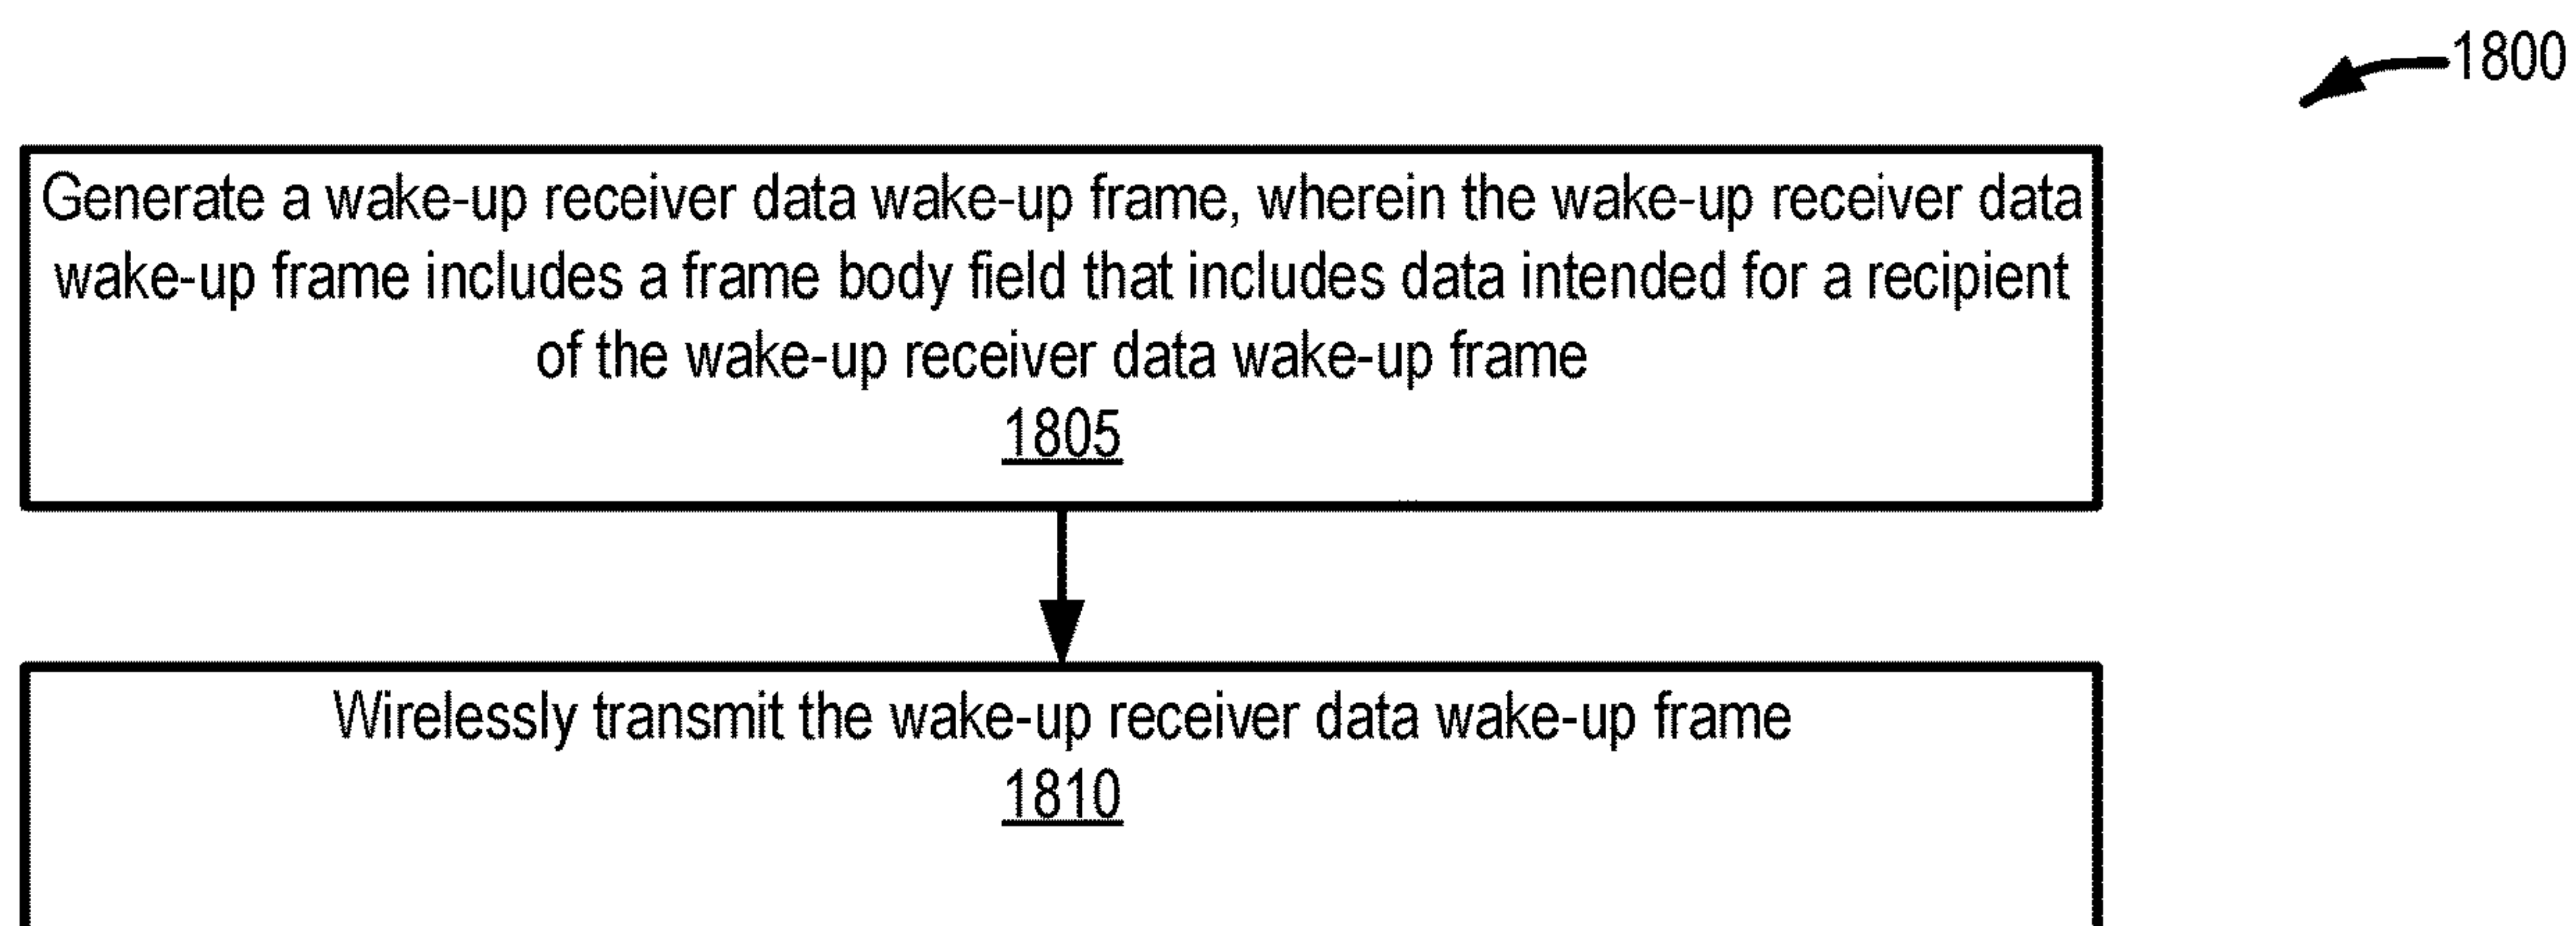 1800
Generate a wake-up receiver data wake-up frame, wherein the wake-up receiver data
wake-up frame includes a frame body field that includes data intended for a recipient
of the wake-up receiver data wake-up frame
1805
Wirelessly transmit the wake-up receiver data wake-up frame
1810